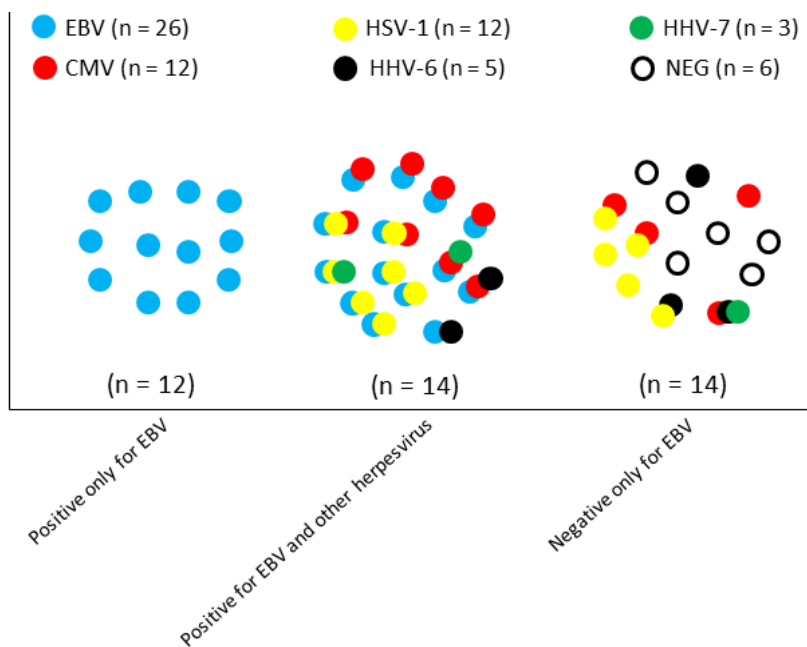 EBV (n = 26)
HSV-1 (n = 12)
HHV-7 (n = 3)
CMV (n = 12)
HHV-6 (n = 5)
NEG (n = 6)
(n = 12)
(n = 14)
(n = 14)
Positive only for EBV
Positive for EBV and other herpesvirus
Negative only for EBV